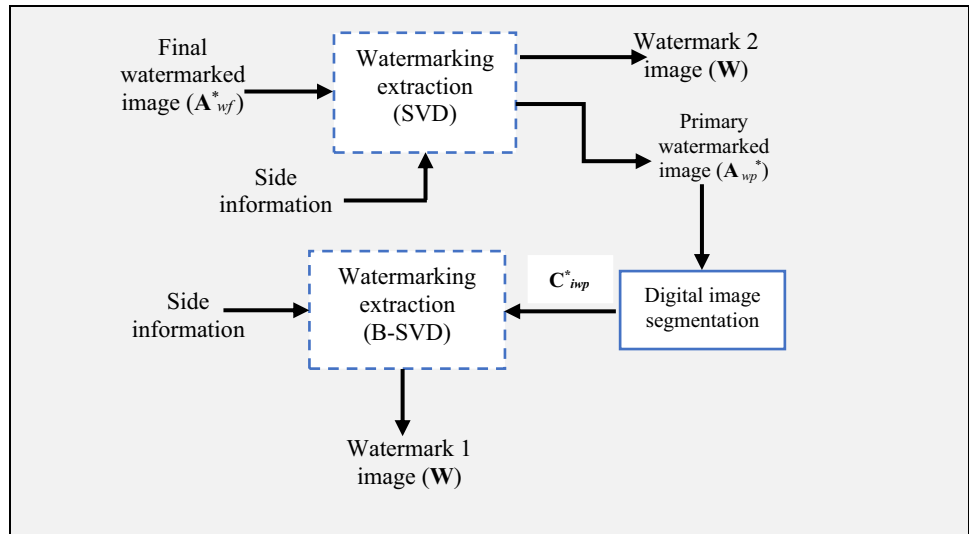 Final
watermarked
image (A*wf)
Watermarking
extraction
(SVD)
Watermark 2
image (W)
Primary
watermarked
image (A wp*)
Side
information
Watermarking
extraction
(B-SVD)
C*iwp
Digital image
segmentation
Side
information
Watermark 1
image (W)